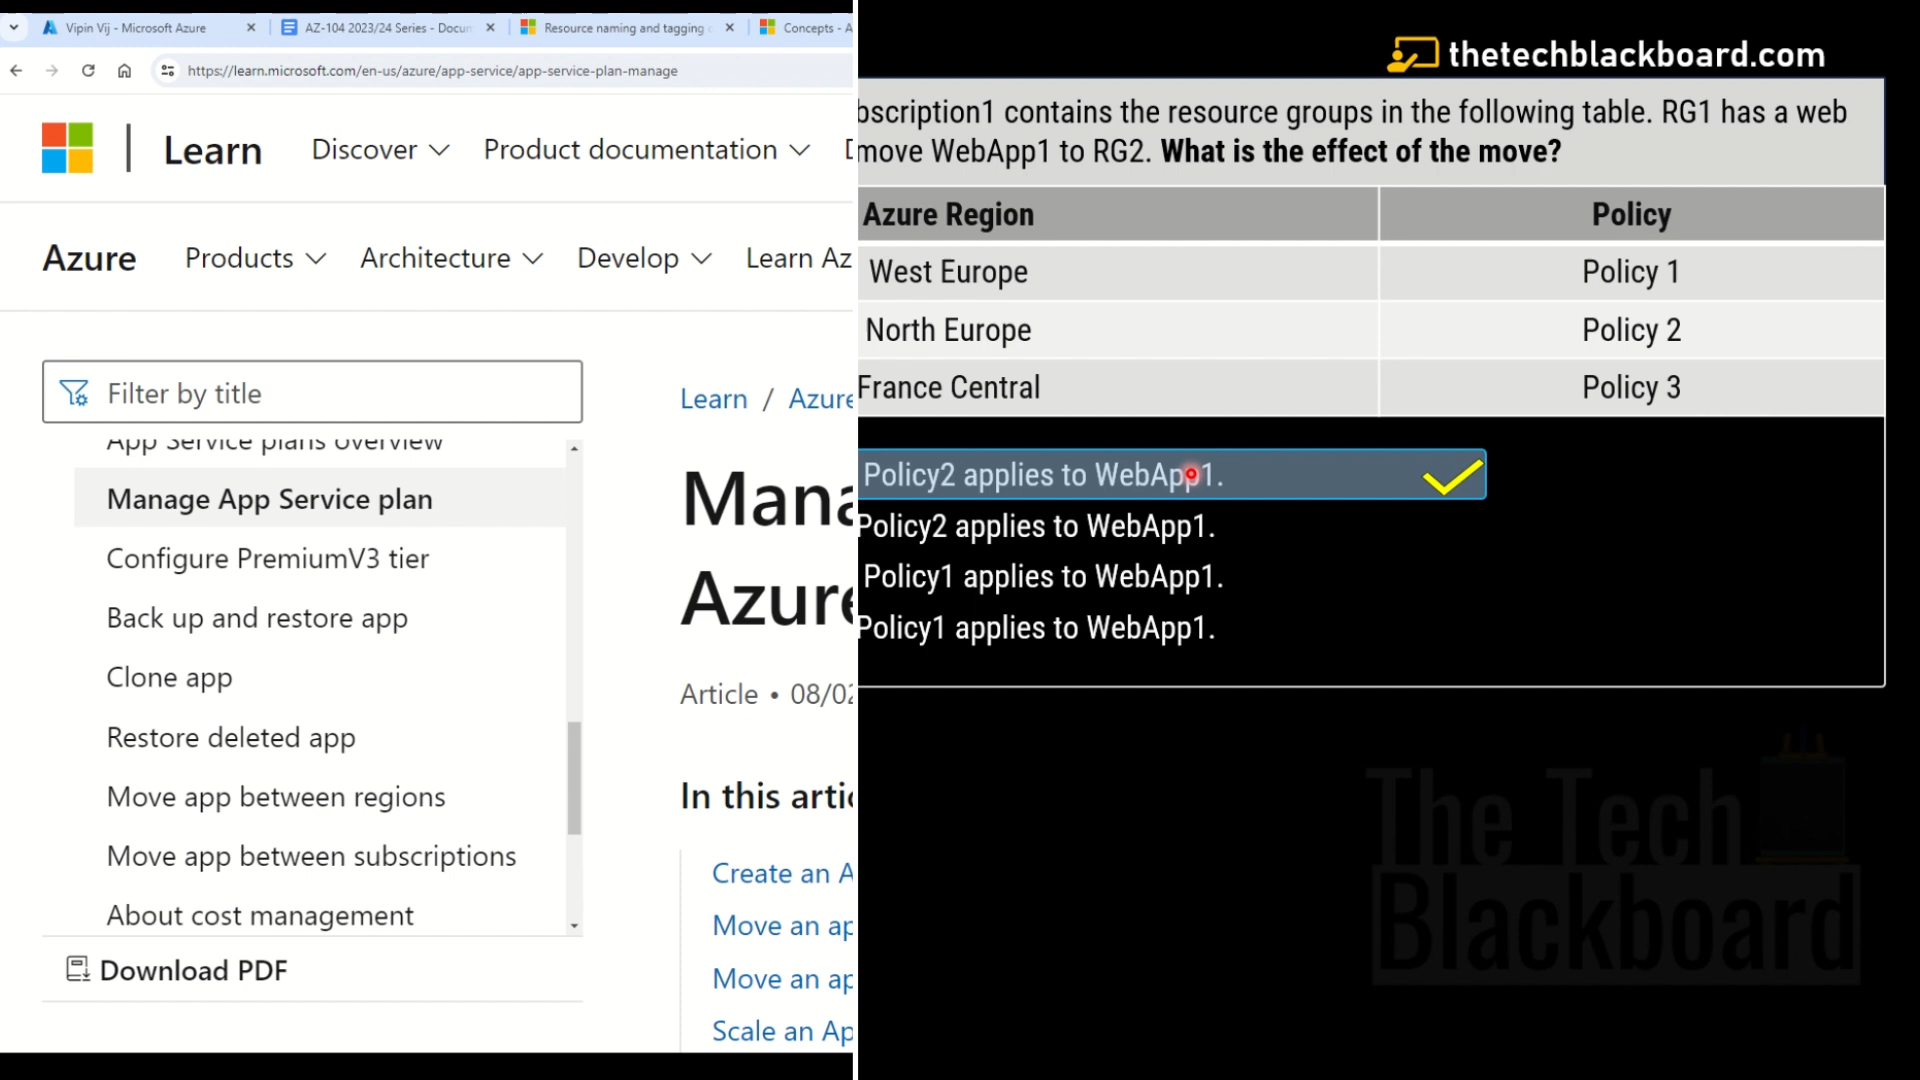 Vipin Vij - Microsoft Azure
AZ-104 2023/24 Series - Docun
Resource naming and tagging
Concepts - A
https://learn.microsoft.com/en-us/azure/app-service/app-service-plan-manage
Learn
Discover
Product documentation
Azure
Products
Architecture
Develop
Learn Az
Filter by title
App Service plans overview
Manage App Service plan
Configure PremiumV3 tier
Back up and restore app
Clone app
Restore deleted app
Move app between regions
Move app between subscriptions
About cost management
Download PDF
Learn / Azure
Mana
Azure
Article • 08/02
In this artic
Create an A
Move an ap
Move an ap
Scale an Ap
thetechblackboard.com
bscription1 contains the resource groups in the following table. RG1 has a web
move WebApp1 to RG2. What is the effect of the move?
Azure Region Policy
West Europe Policy 1
North Europe Policy 2
France Central Policy 3
Policy2 applies to WebApp1.
Policy2 applies to WebApp1.
Policy1 applies to WebApp1.
Policy1 applies to WebApp1.
The Tech
Blackboard